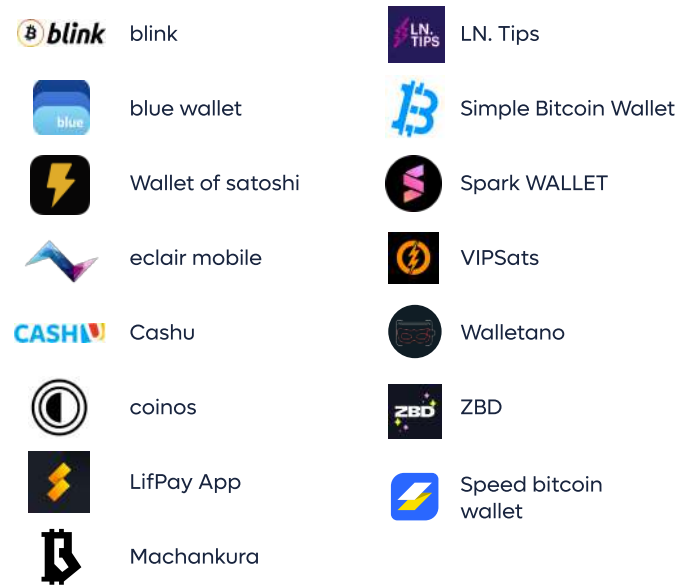 blink blink
blue blue wallet
Wallet of satoshi
eclair mobile
CASHU Cashu
coinos
LifPay App
Machankura
LN.
TIPS
LN. Tips
Simple Bitcoin Wallet
Spark WALLET
VIPSats
Walletano
ZBD ZBD
Speed bitcoin
wallet